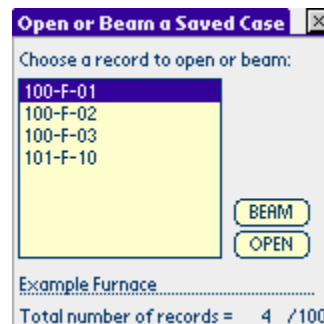 Open or Beam a Saved Case
Choose a record to open or beam:
100-F-01
100-F-02
100-F-03
101-F-10
BEAM
OPEN
Example Furnace
Total number of records = 4 /100